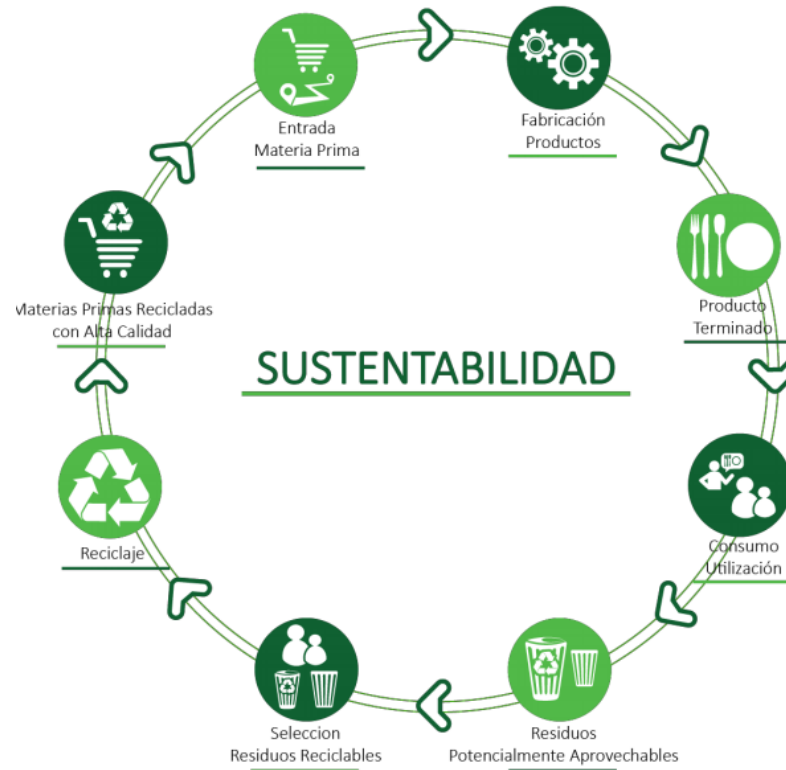 Entrada
Materia Prima
Fabricación
Productos
Producto
Terminado
Consumo
Utilización
Residuos
Potencialmente Aprovechables
Seleccion
Residuos Reciclables
Reciclaje
Materias Primas Recicladas
con Alta Calidad
SUSTENTABILIDAD